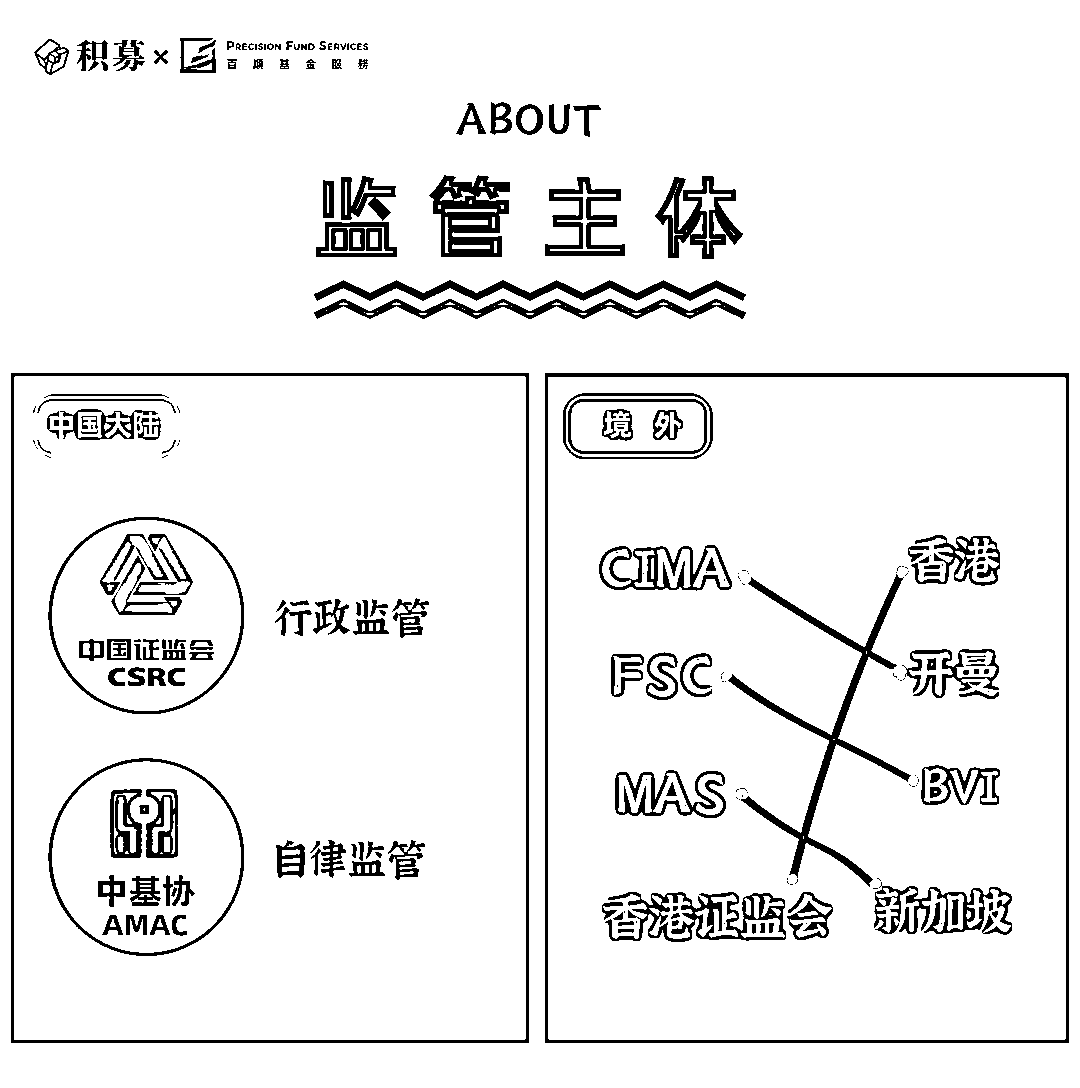 积募 × PRECISION FUND SERVICES
百順基金服務
ABOUT
监管主体
中国大陆
中国证监会
CSRC
行政监管
中基协
AMAC
自律监管
境外
CIMA
香港
FSC
开曼
MAS
BVI
香港证监会
新加坡